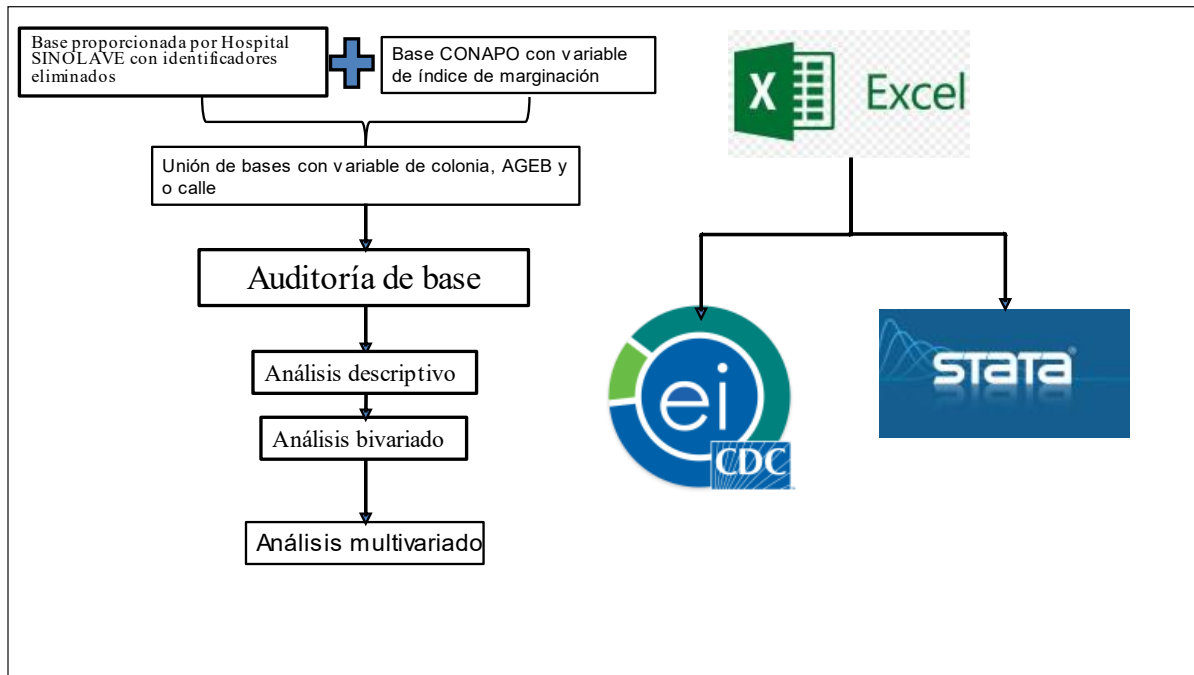 Base proporcionada por Hospital
SINOLAVE con identificadores
eliminados
Base CONAPO con variable
de índice de marginación
Unión de bases con variable de colonia, AGEB y
o calle
Auditoría de base
Análisis descriptivo
Análisis bivariado
Análisis multivariado
X Excel
ei
CDC
STATA®